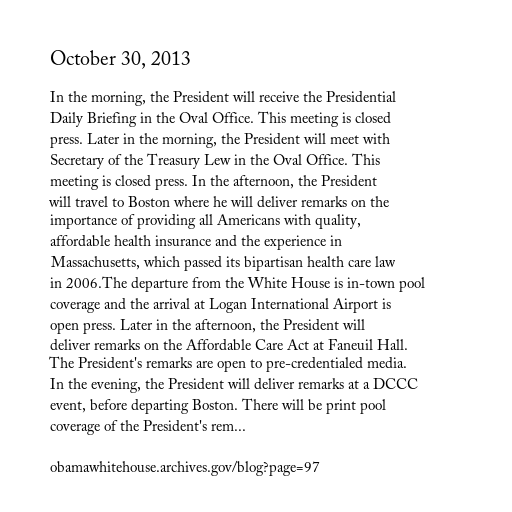 October 30, 2013
In the morning, the President will receive the Presidential
Daily Briefing in the Oval Office. This meeting is closed
press. Later in the morning, the President will meet with
Secretary of the Treasury Lew in the Oval Office. This
meeting is closed press. In the afternoon, the President
will travel to Boston where he will deliver remarks on the
importance of providing all Americans with quality,
affordable health insurance and the experience in
Massachusetts, which passed its bipartisan health care law
in 2006.The departure from the White House is in-town pool
coverage and the arrival at Logan International Airport is
open press. Later in the afternoon, the President will
deliver remarks on the Affordable Care Act at Faneuil Hall.
The President's remarks are open to pre-credentialed media.
In the evening, the President will deliver remarks at a DCCC
event, before departing Boston. There will be print pool
coverage of the President's rem...
obamawhitehouse.archives.gov/blog?page=97